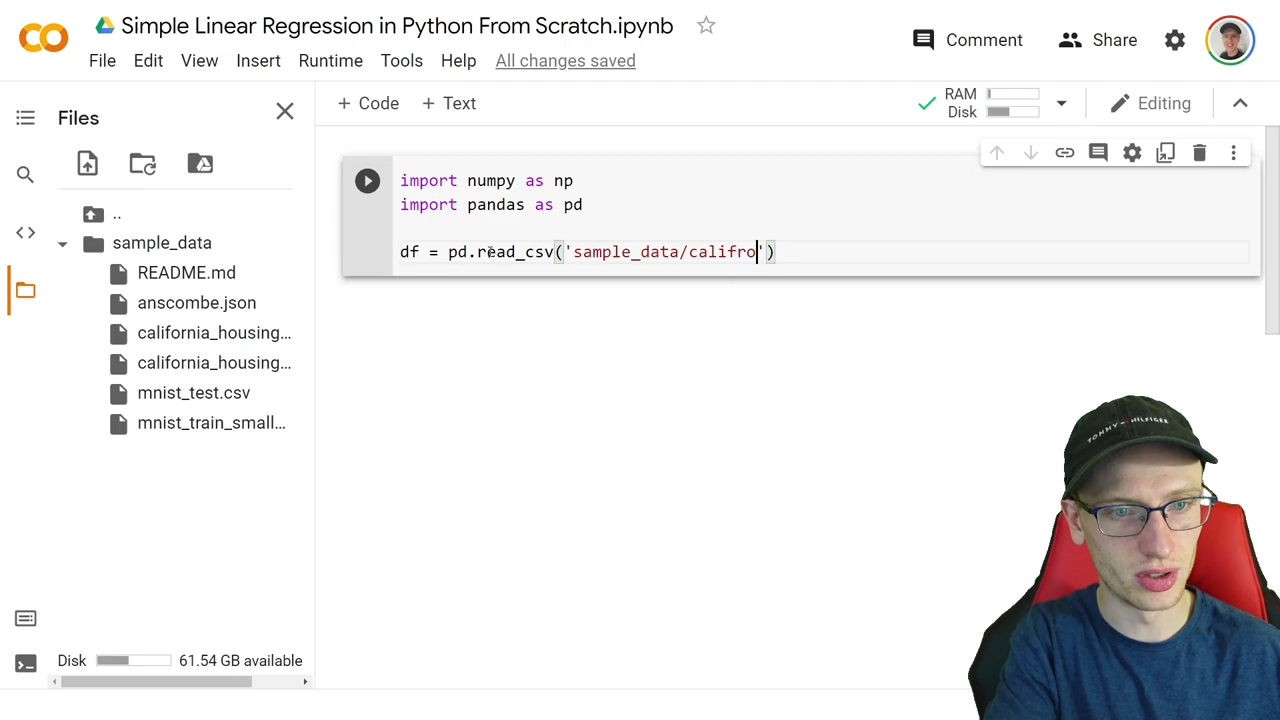 Simple Linear Regression in Python From Scratch.ipynb
File Edit View Insert Runtime Tools Help All changes saved
Comment Share
Files
+ Code + Text
RAM
Disk
Editing
..
sample_data
README.md
anscombe.json
california_housing...
california_housing...
mnist_test.csv
mnist_train_small...
import numpy as np
import pandas as pd
df = pd.read_csv('sample_data/califro')
TOMMY HILFIGER
Disk 61.54 GB available